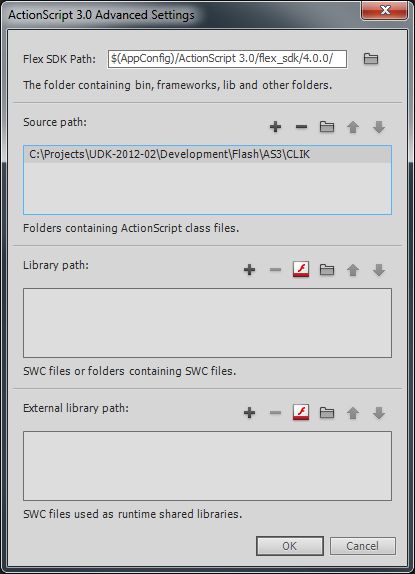 ActionScript 3.0 Advanced Settings
Flex SDK Path: $(AppConfig)/ActionScript 3.0/flex_sdk/4.0.0/
The folder containing bin, frameworks, lib and other folders.
Source path:
C:\Projects\UDK-2012-02\Development\Flash\AS3\CLIK
Folders containing ActionScript class files.
Library path:
SWC files or folders containing SWC files.
External library path:
SWC files used as runtime shared libraries.
OK Cancel